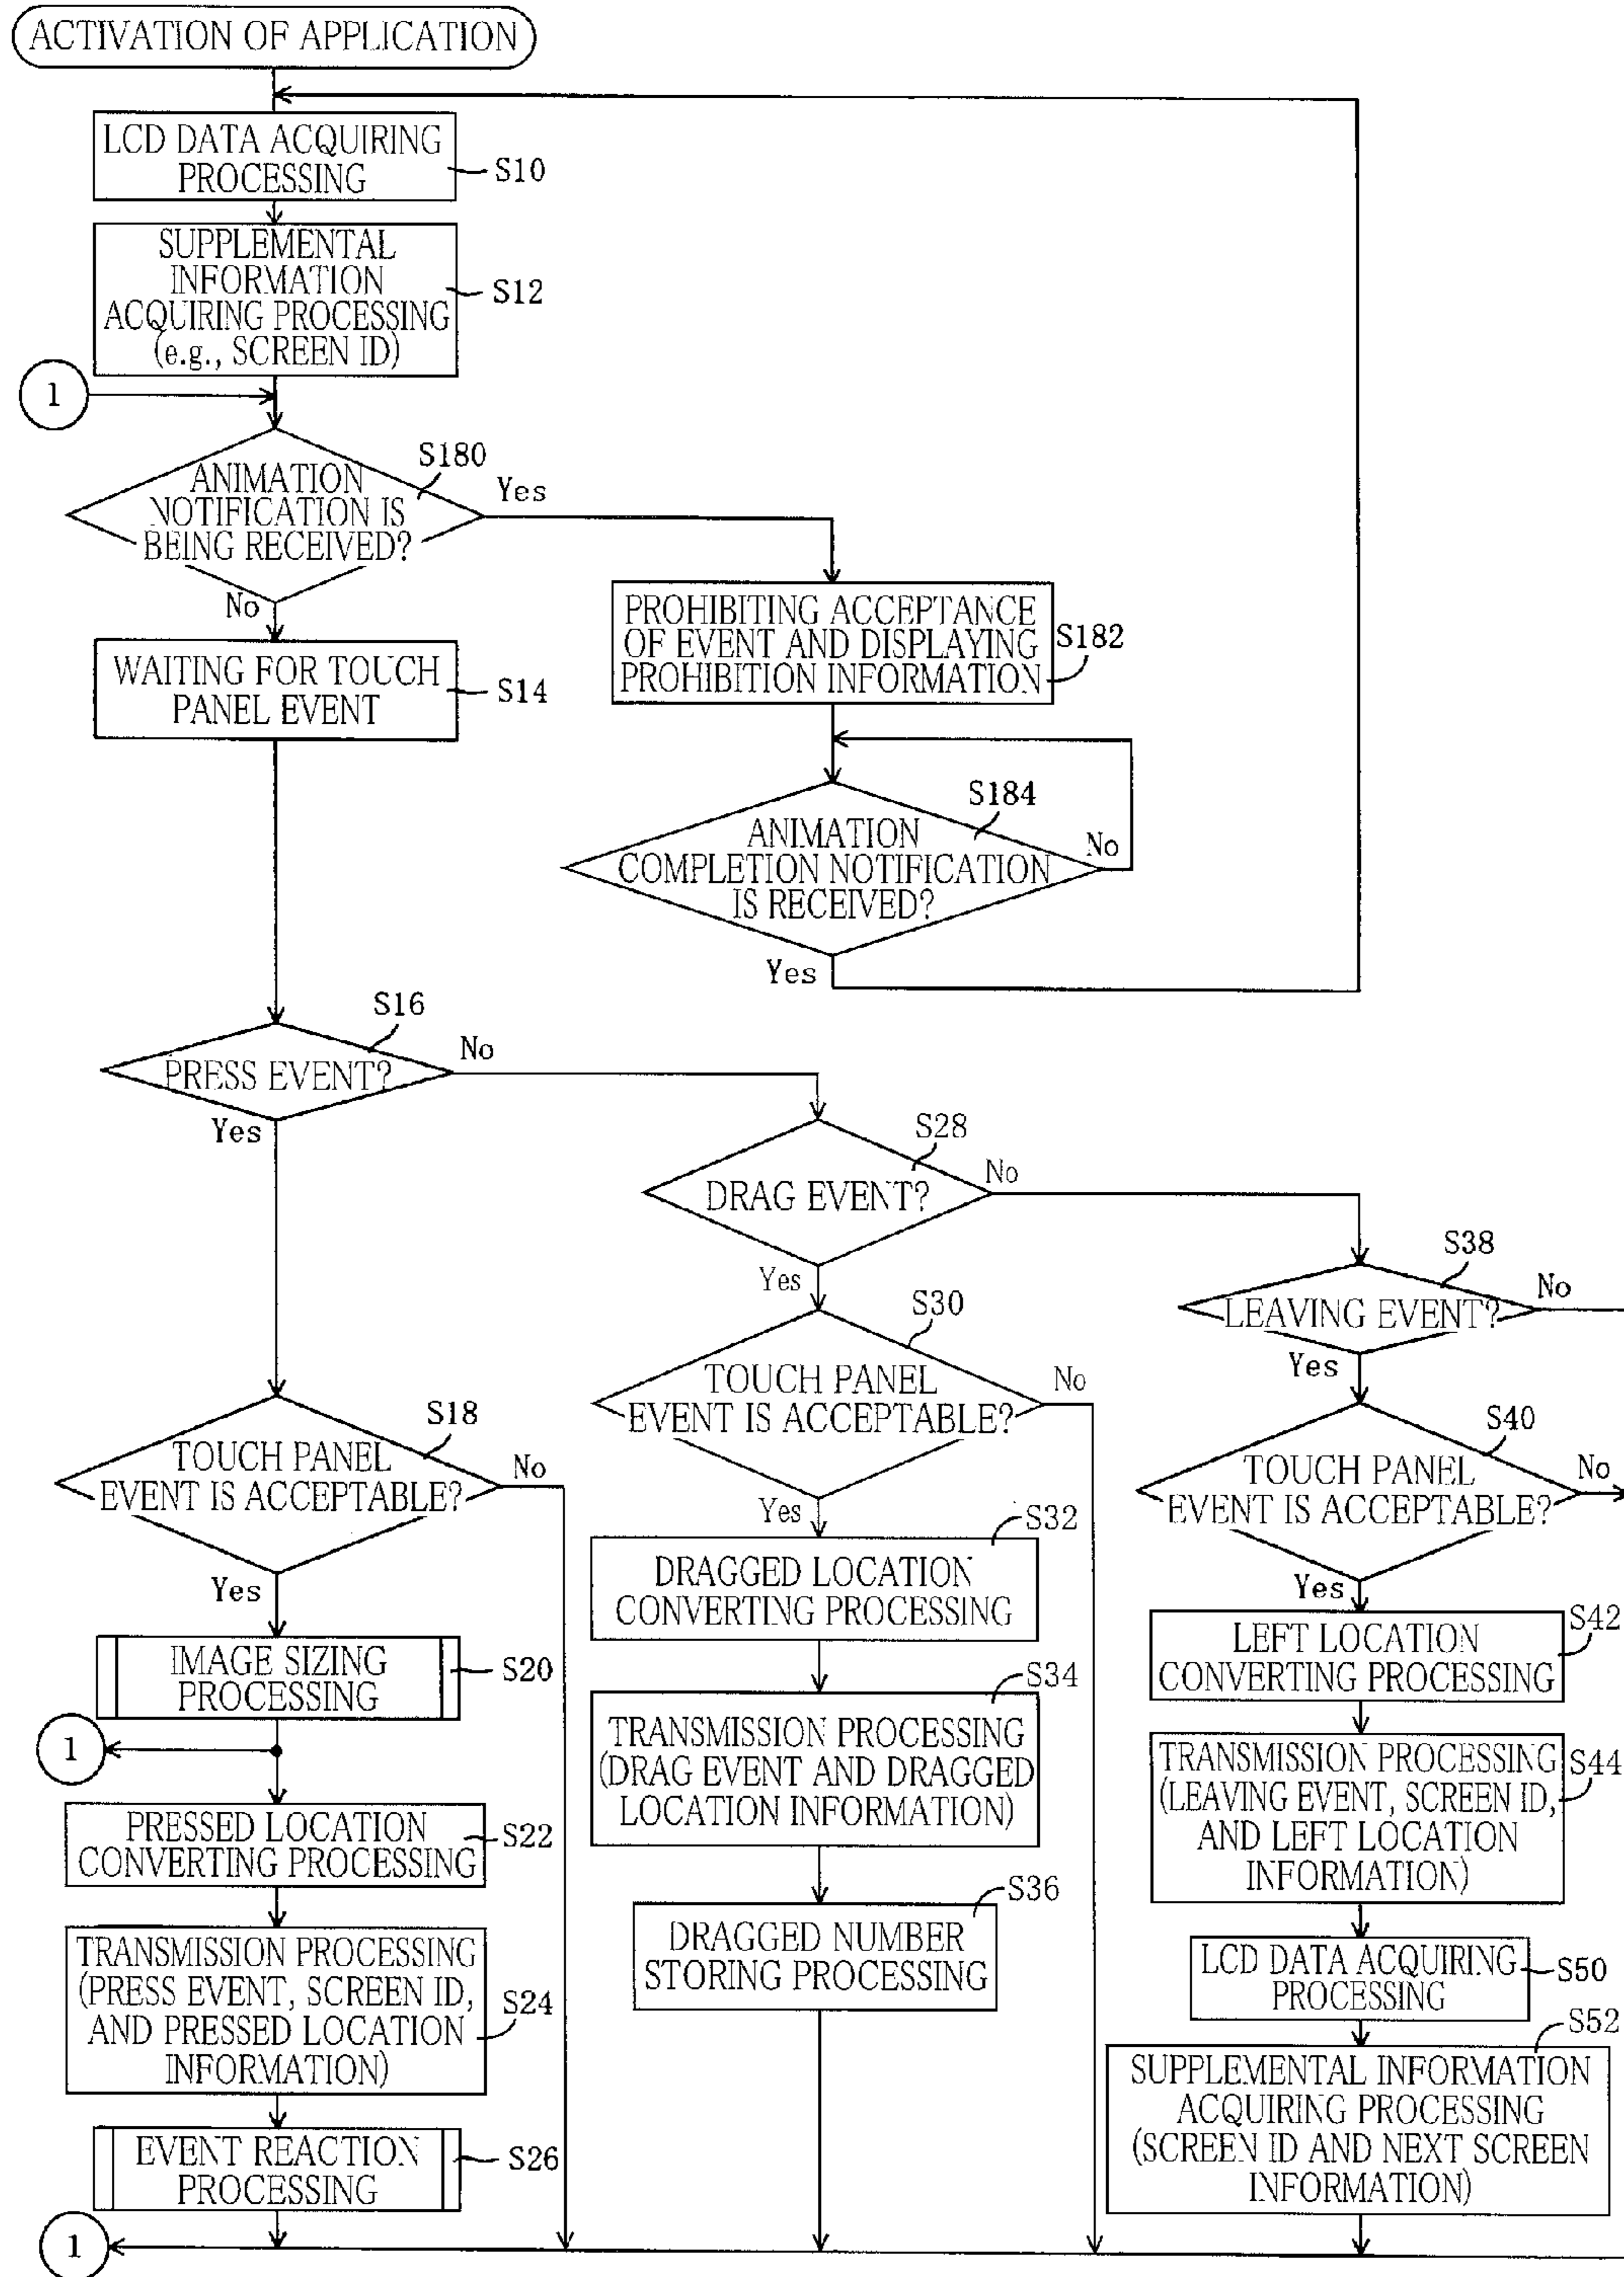 ACTIVATION OF APPLICATION
LCD DATA ACQUIRING
PROCESSING
S10
SUPPLEMENTAL
INFORMATION
ACQUIRING PROCESSING
(e.g., SCREEN ID)
S12
1
ANIMATION
NOTIFICATION IS
BEING RECEIVED?
S180
Yes
No
PROHIBITING ACCEPTANCE
OF EVENT AND DISPLAYING
PROHIBITION INFORMATION
S182
WAITING FOR TOUCH
PANEL EVENT
S14
ANIMATION
COMPLETION NOTIFICATION
IS RECEIVED?
S184
No
Yes
S16
PRESS EVENT?
No
Yes
S28
DRAG EVENT?
No
Yes
S38
LEAVING EVENT?
No
Yes
S18
TOUCH PANEL
EVENT IS ACCEPTABLE?
No
Yes
S30
TOUCH PANEL
EVENT IS ACCEPTABLE?
No
Yes
S40
TOUCH PANEL
EVENT IS ACCEPTABLE?
No
Yes
IMAGE SIZING
PROCESSING
S20
1
PRESSED LOCATION
CONVERTING PROCESSING
S22
TRANSMISSION PROCESSING
(PRESS EVENT, SCREEN ID,
AND PRESSED LOCATION
INFORMATION)
S24
EVENT REACTION
PROCESSING
S26
1
S32
DRAGGED LOCATION
CONVERTING PROCESSING
S34
TRANSMISSION PROCESSING
(DRAG EVENT AND DRAGGED
LOCATION INFORMATION)
S36
DRAGGED NUMBER
STORING PROCESSING
S42
LEFT LOCATION
CONVERTING PROCESSING
TRANSMISSION PROCESSING
(LEAVING EVENT, SCREEN ID,
AND LEFT LOCATION
INFORMATION)
S44
LCD DATA ACQUIRING
PROCESSING
S50
S52
SUPPLEMENTAL INFORMATION
ACQUIRING PROCESSING
(SCREEN ID AND NEXT SCREEN
INFORMATION)